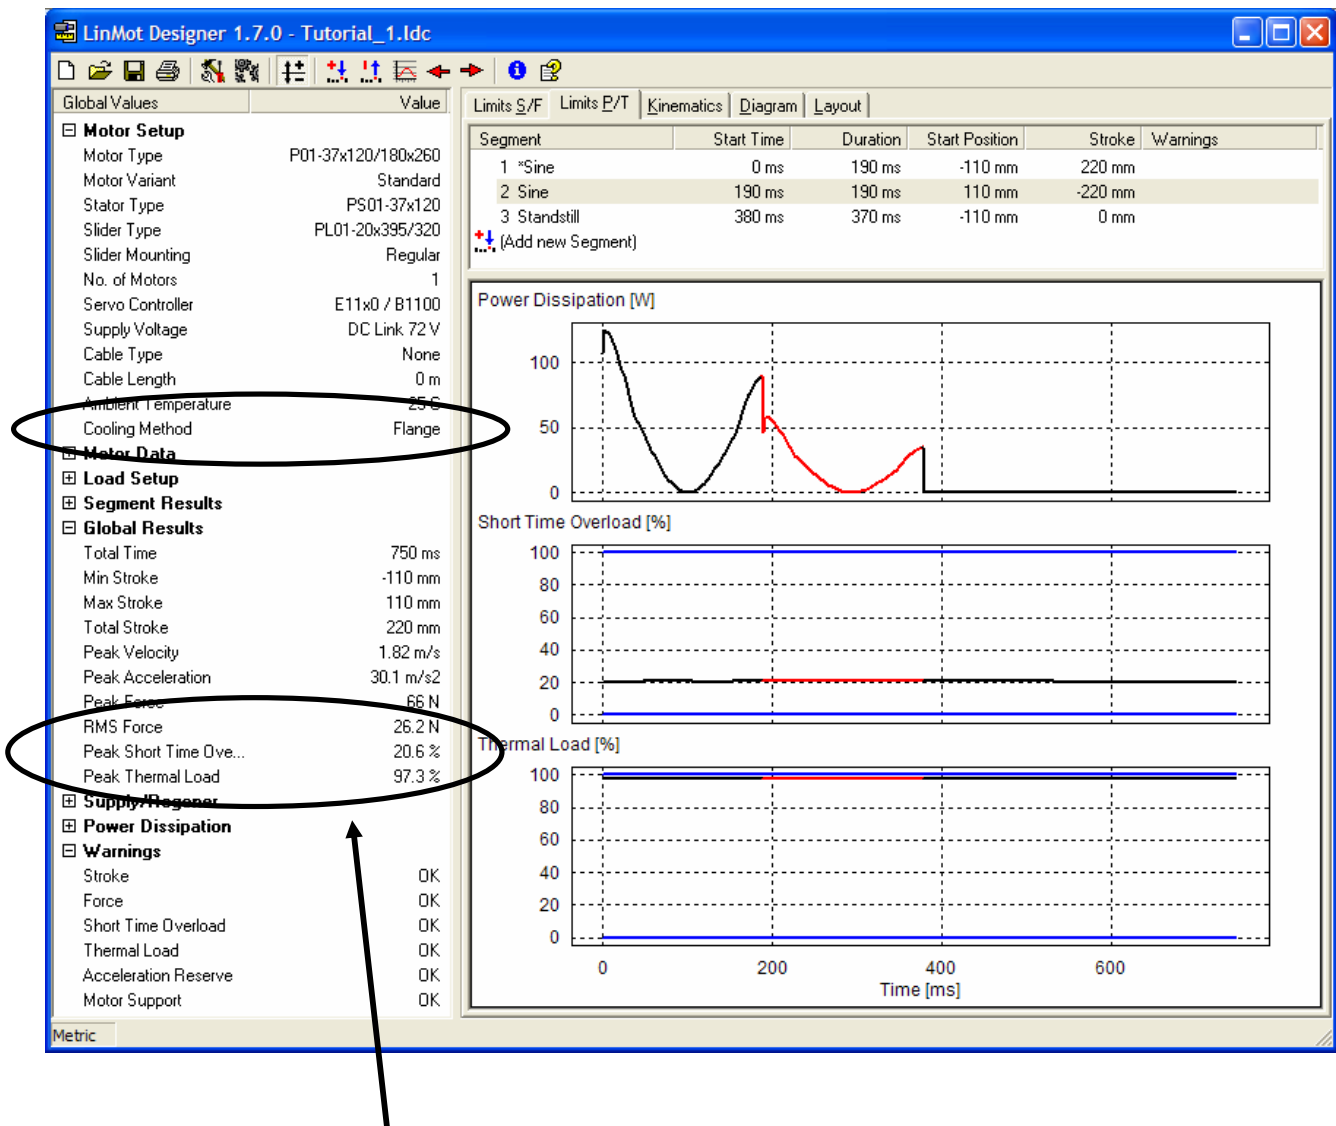 LinMot Designer 1.7.0 - Tutorial_1.ldc
Global Values Value
Motor Setup
Motor Type P01-37x120/180x260
Motor Variant Standard
Stator Type PS01-37x120
Slider Type PL01-20x395/320
Slider Mounting Regular
No. of Motors 1
Servo Controller E11x0 / B1100
Supply Voltage DC Link 72 V
Cable Type None
Cable Length 0 m
Ambient Temperature 25 C
Cooling Method Flange
Motor Data
Load Setup
Segment Results
Global Results
Total Time 750 ms
Min Stroke -110 mm
Max Stroke 110 mm
Total Stroke 220 mm
Peak Velocity 1.82 m/s
Peak Acceleration 30.1 m/s2
Peak Force 66 N
RMS Force 26.2 N
Peak Short Time Ove... 20.6 %
Peak Thermal Load 97.3 %
Supply/Regener
Power Dissipation
Warnings
Stroke OK
Force OK
Short Time Overload OK
Thermal Load OK
Acceleration Reserve OK
Motor Support OK
Metric
Limits S/F Limits P/T Kinematics Diagram Layout
Segment Start Time Duration Start Position Stroke Warnings
1 *Sine 0 ms 190 ms -110 mm 220 mm
2 Sine 190 ms 190 ms 110 mm -220 mm
3 Standstill 380 ms 370 ms -110 mm 0 mm
(Add new Segment)
Power Dissipation [W]
100
50
0
Short Time Overload [%]
100
80
60
40
20
0
Thermal Load [%]
100
80
60
40
20
0
0 200 400 600
Time [ms]